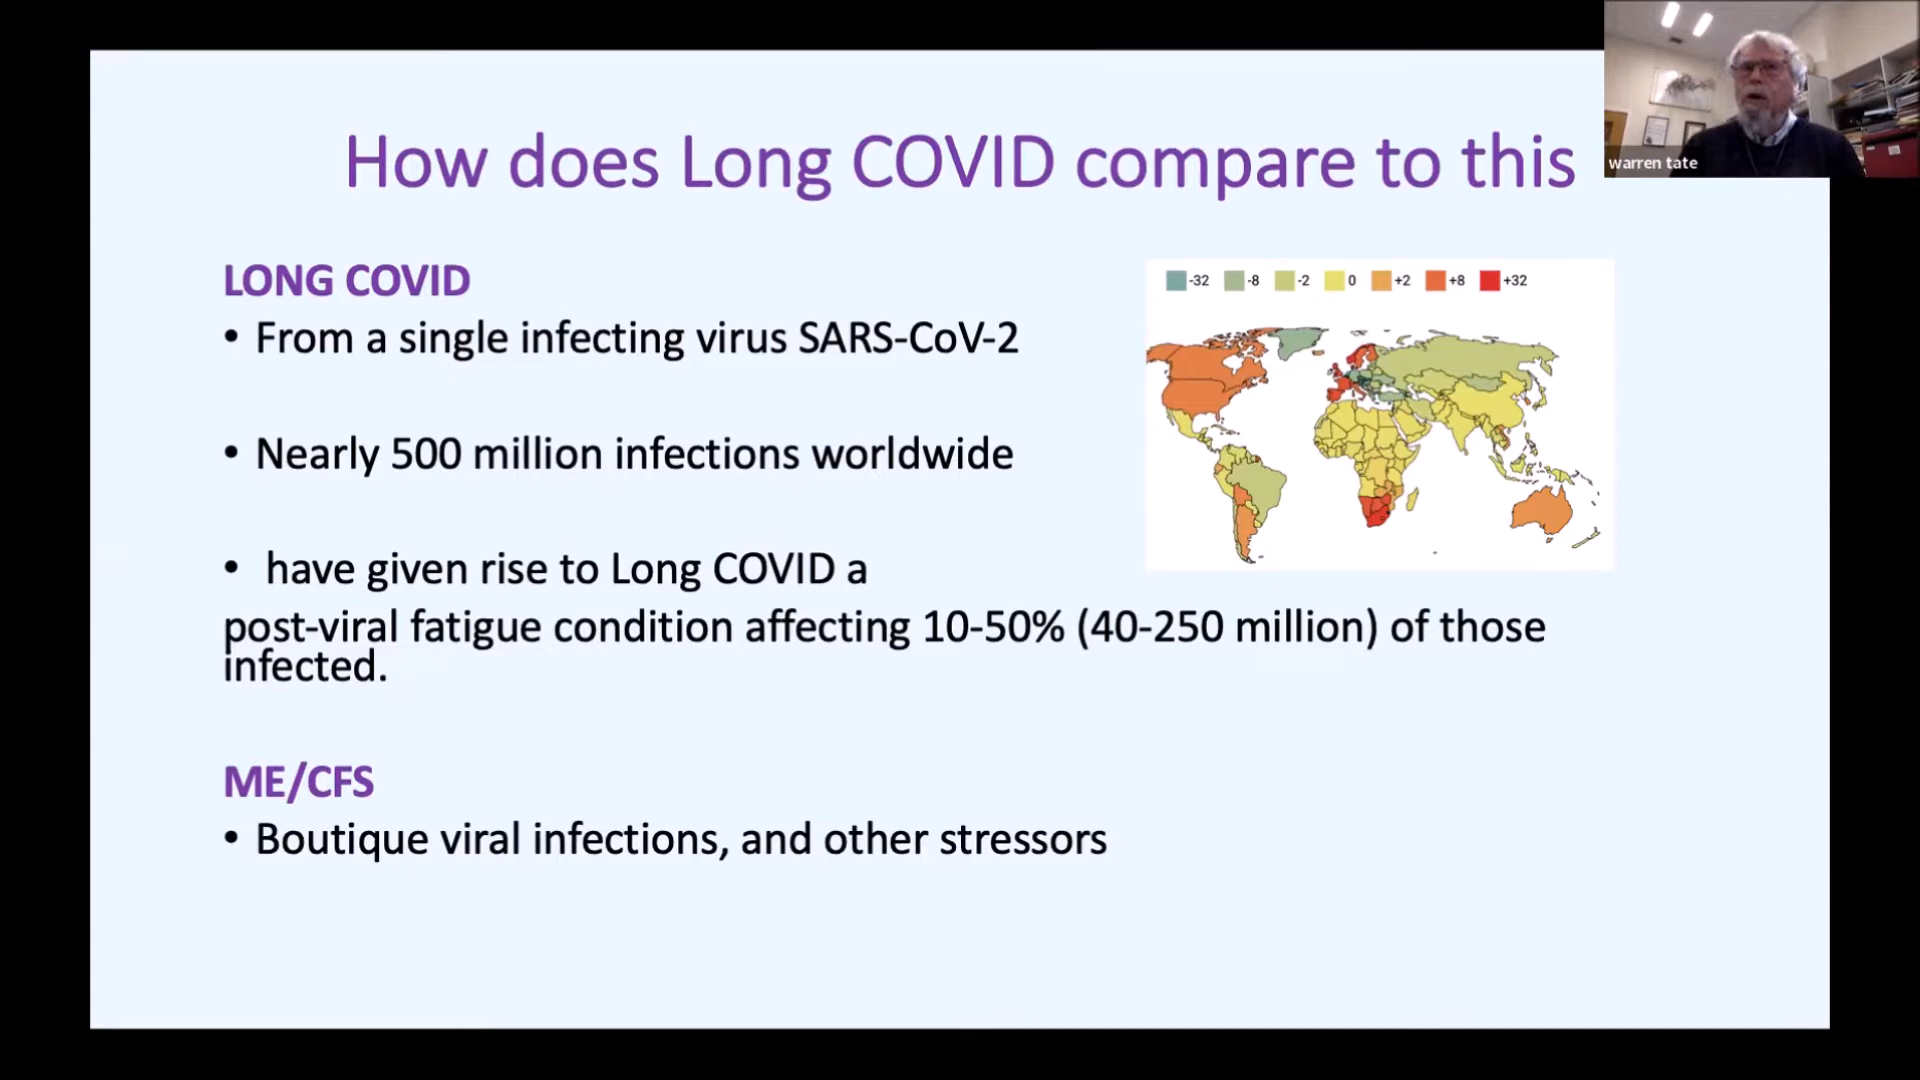 How does Long COVID compare to this
warren tate
LONG COVID
• From a single infecting virus SARS-CoV-2
• Nearly 500 million infections worldwide
• have given rise to Long COVID a
post-viral fatigue condition affecting 10-50% (40-250 million) of those
infected.
-32 -8 -2 0 +2 +8 +32
ME/CFS
• Boutique viral infections, and other stressors